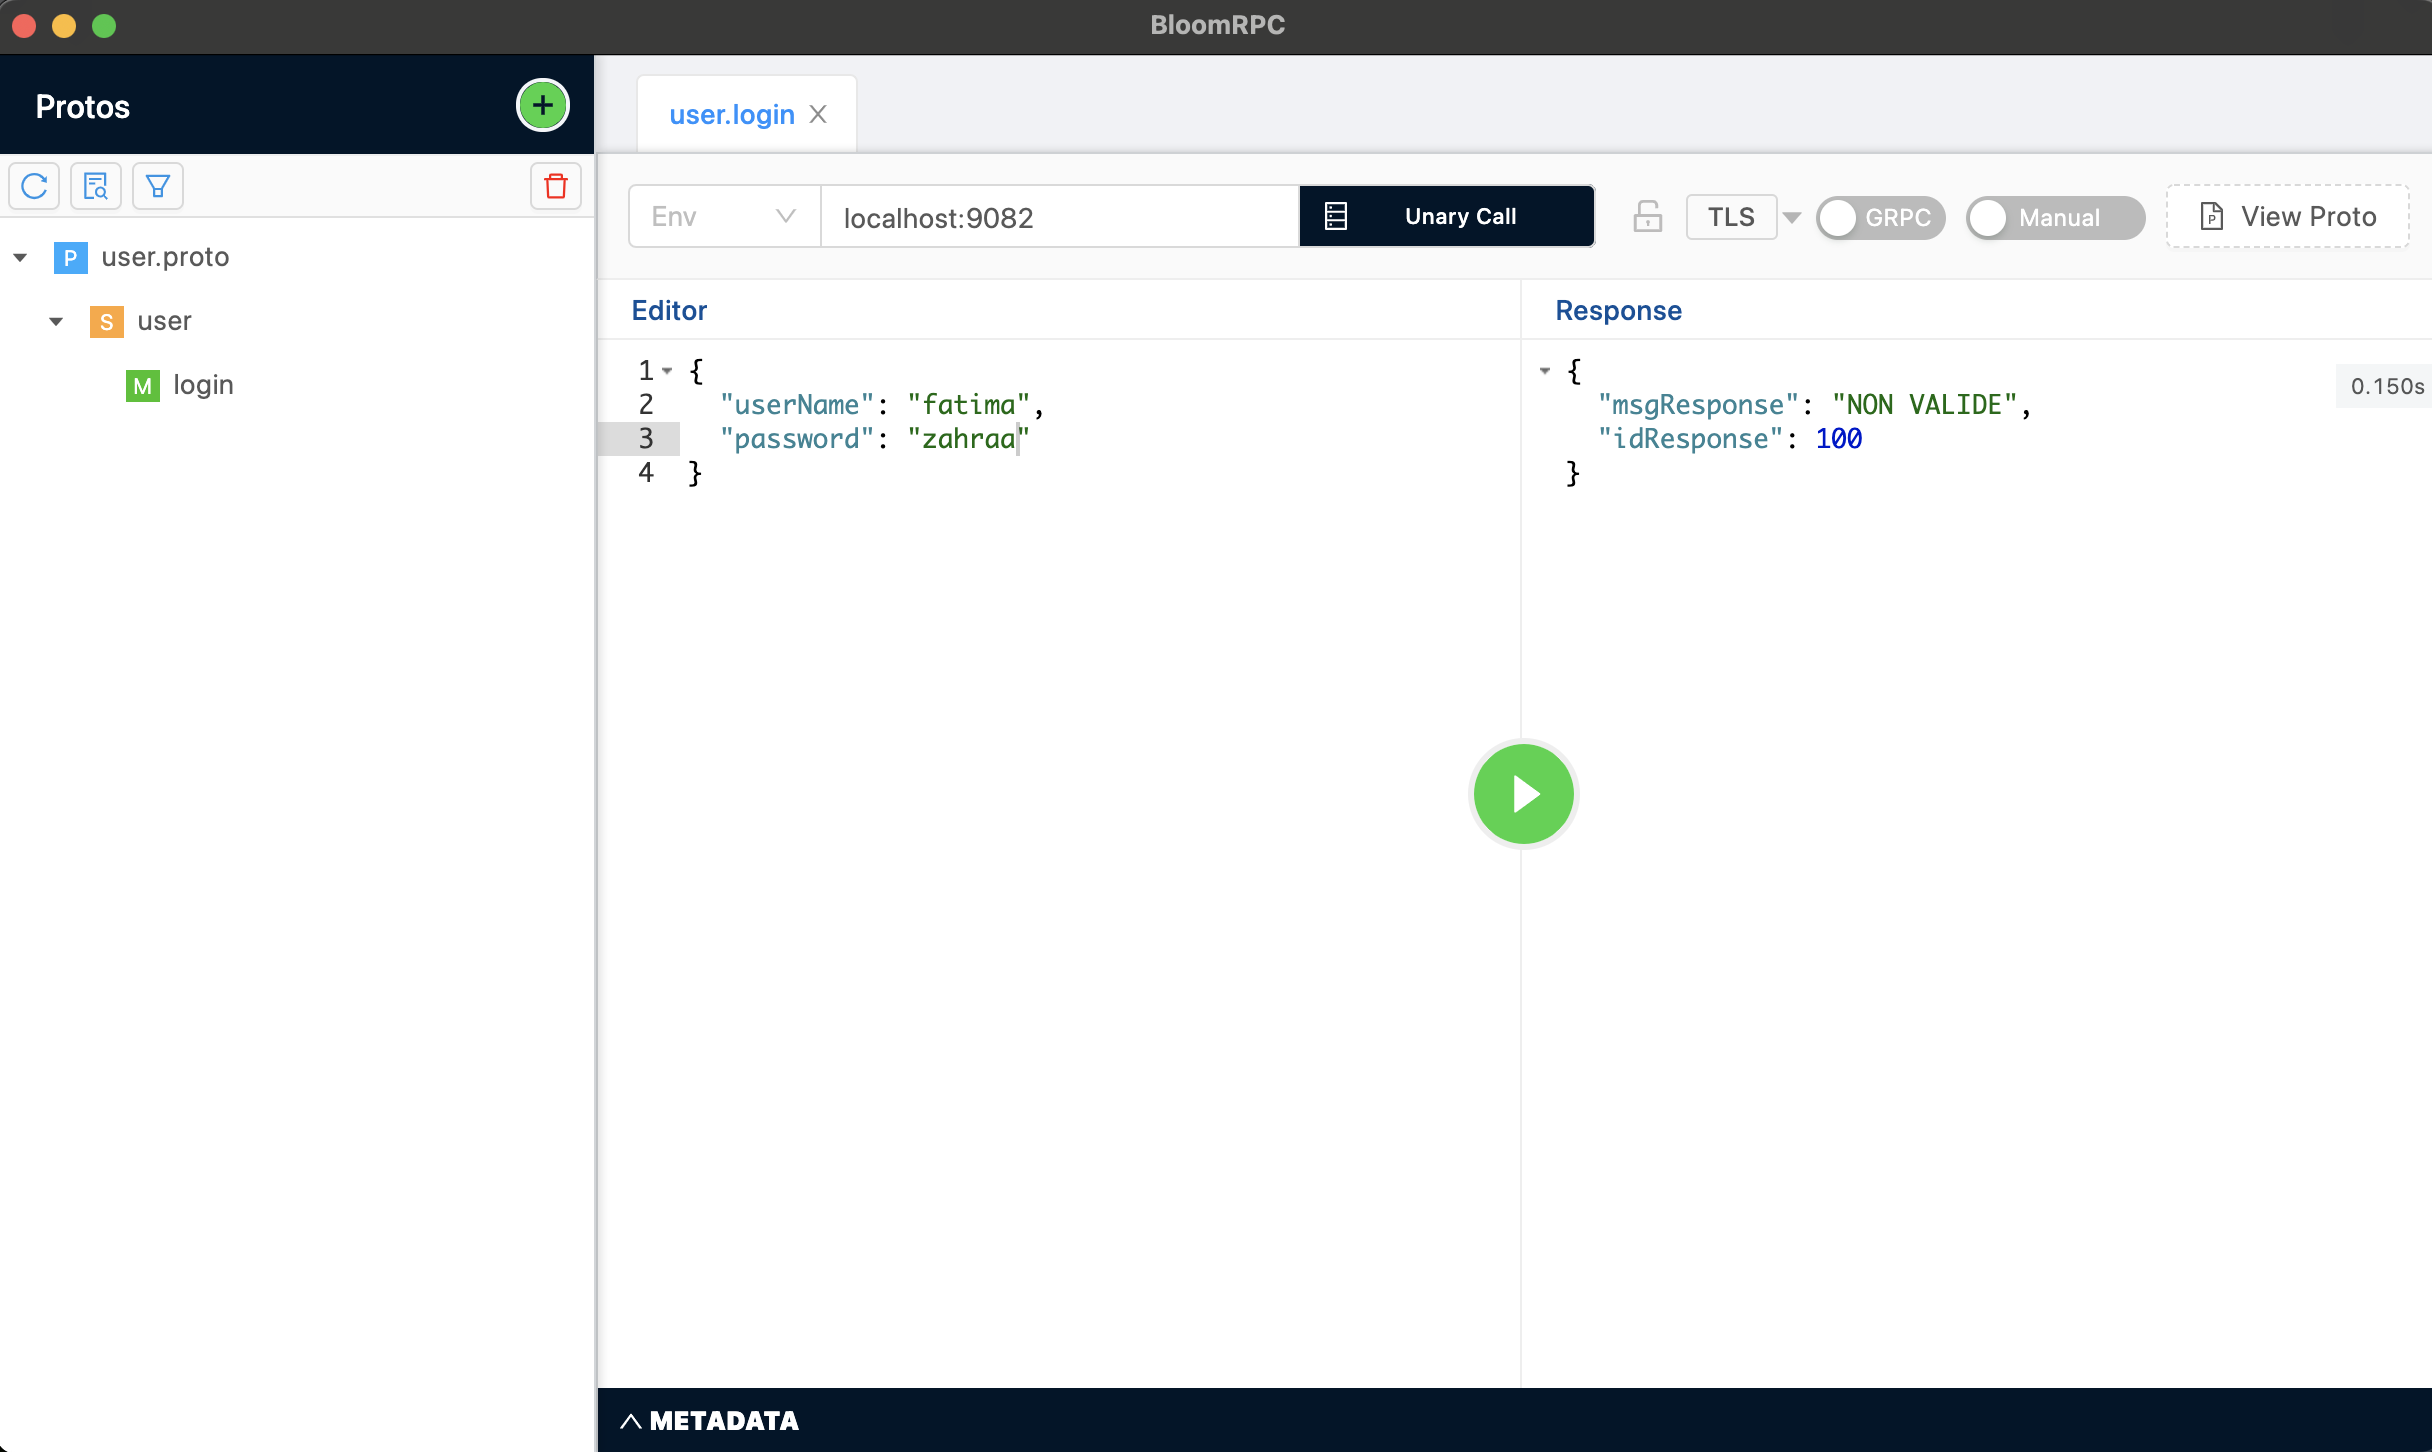 BloomRPC
Protos
user.login
Env
localhost:9082
Unary Call
TLS
GRPC
Manual
View Proto
P user.proto
S user
M login
Editor
1 {
2 "userName": "fatima",
3 "password": "zahraa"
4 }
Response
{
"msgResponse": "NON VALIDE",
"idResponse": 100
}
0.150s
METADATA